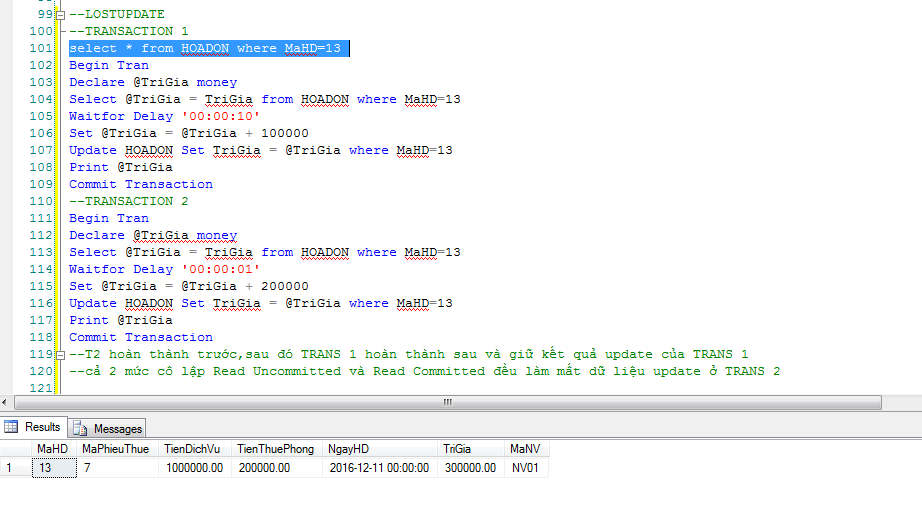 99 --LOSTUPDATE
100 --TRANSACTION 1
101 select * from HOADON where MaHD=13
102 Begin Tran
103 Declare @TriGia money
104 Select @TriGia = TriGia from HOADON where MaHD=13
105 Waitfor Delay '00:00:10'
106 Set @TriGia = @TriGia + 100000
107 Update HOADON Set TriGia = @TriGia where MaHD=13
108 Print @TriGia
109 Commit Transaction
110 --TRANSACTION 2
111 Begin Tran
112 Declare @TriGia money
113 Select @TriGia = TriGia from HOADON where MaHD=13
114 Waitfor Delay '00:00:01'
115 Set @TriGia = @TriGia + 200000
116 Update HOADON Set TriGia = @TriGia where MaHD=13
117 Print @TriGia
118 Commit Transaction
119 --T2 hoàn thành trước,sau đó TRANS 1 hoàn thành sau và giữ kết quả update của TRANS 1
120 --cả 2 mức cô lập Read Uncommitted và Read Committed đều làm mất dữ liệu update ở TRANS 2
121
Results Messages
MaHD MaPhieuThue TienDichVu TienThuePhong NgayHD TriGia MaNV
1 13 7 1000000.00 200000.00 2016-12-11 00:00:00 300000.00 NV01